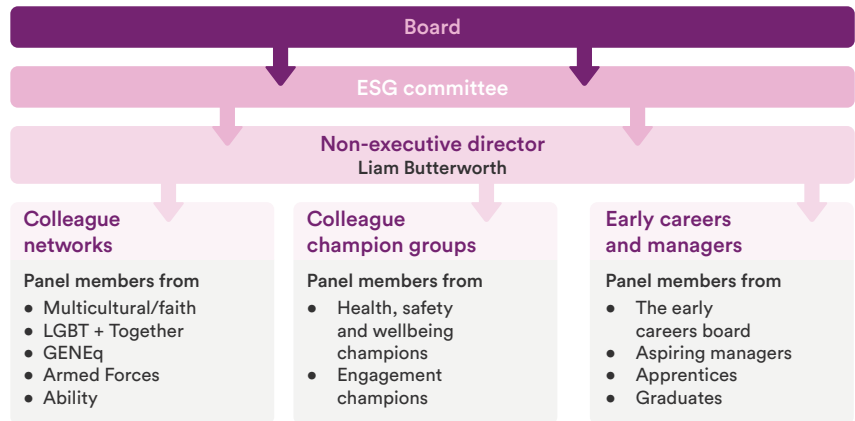 Board
ESG committee
Non-executive director
Liam Butterworth
Colleague
networks
Panel members from
● Multicultural/faith
● LGBT + Together
● GENEq
● Armed Forces
● Ability
Colleague
champion groups
Panel members from
● Health, safety
and wellbeing
champions
● Engagement
champions
Early careers
and managers
Panel members from
● The early
careers board
● Aspiring managers
● Apprentices
● Graduates